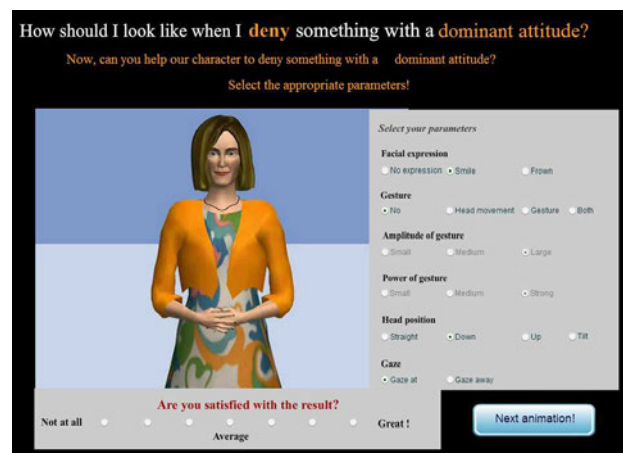 How should I look like when I deny something with a dominant attitude?
Now, can you help our character to deny something with a dominant attitude?
Select the appropriate parameters!
Select your parameters
Facial expression
No expression Smile Frown
Gesture
No Head movement Gesture Both
Amplitude of gesture
Small Medium Large
Power of gesture
Small Medium Strong
Head position
Straight Down Up Tilt
Gaze
Gaze at Gaze away
Are you satisfied with the result?
Not at all Great !
Average
Next animation!